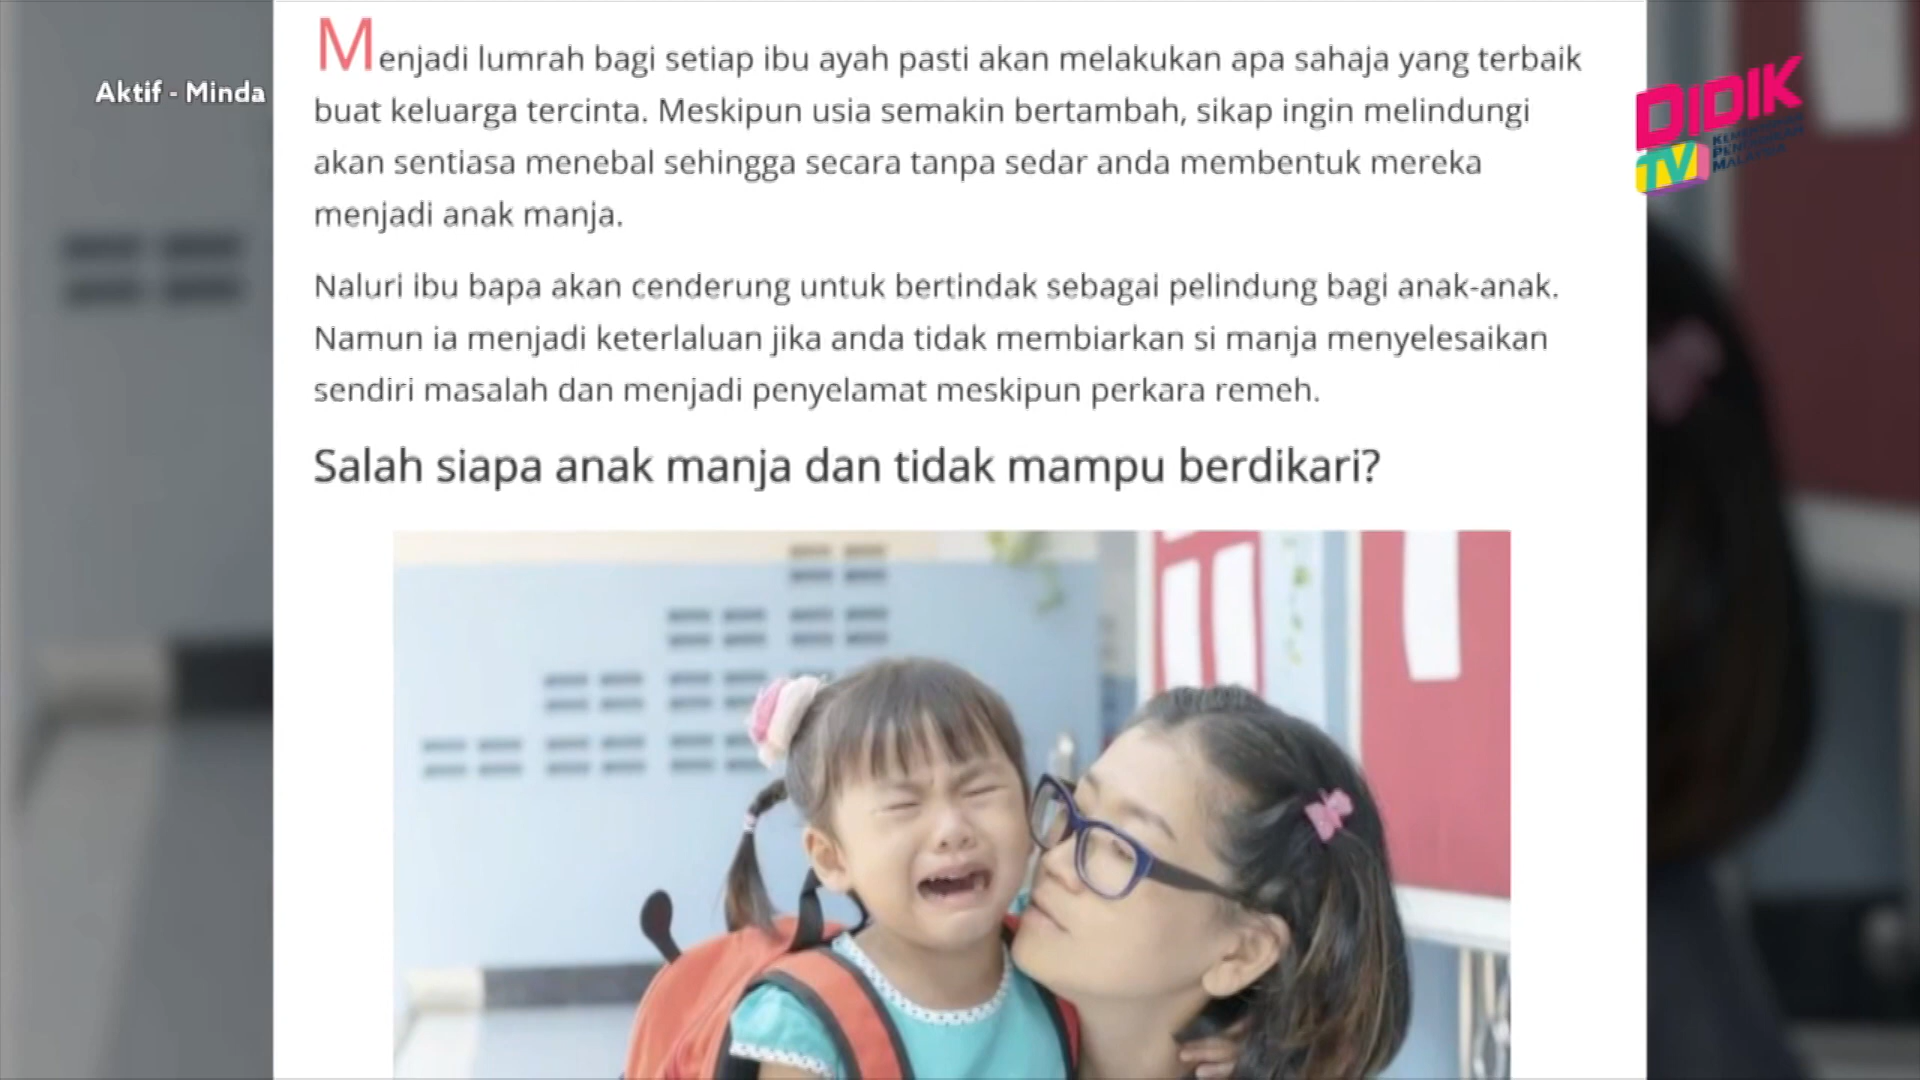 Aktif - Minda
Menjadi lumrah bagi setiap ibu ayah pasti akan melakukan apa sahaja yang terbaik
buat keluarga tercinta. Meskipun usia semakin bertambah, sikap ingin melindungi
akan sentiasa menebal sehingga secara tanpa sedar anda membentuk mereka
menjadi anak manja.
Naluri ibu bapa akan cenderung untuk bertindak sebagai pelindung bagi anak-anak.
Namun ia menjadi keterlaluan jika anda tidak membiarkan si manja menyelesaikan
sendiri masalah dan menjadi penyelamat meskipun perkara remeh.
Salah siapa anak manja dan tidak mampu berdikari?
DIDIK
TV
KEMENTERIAN
PENDIDIKAN
MALAYSIA